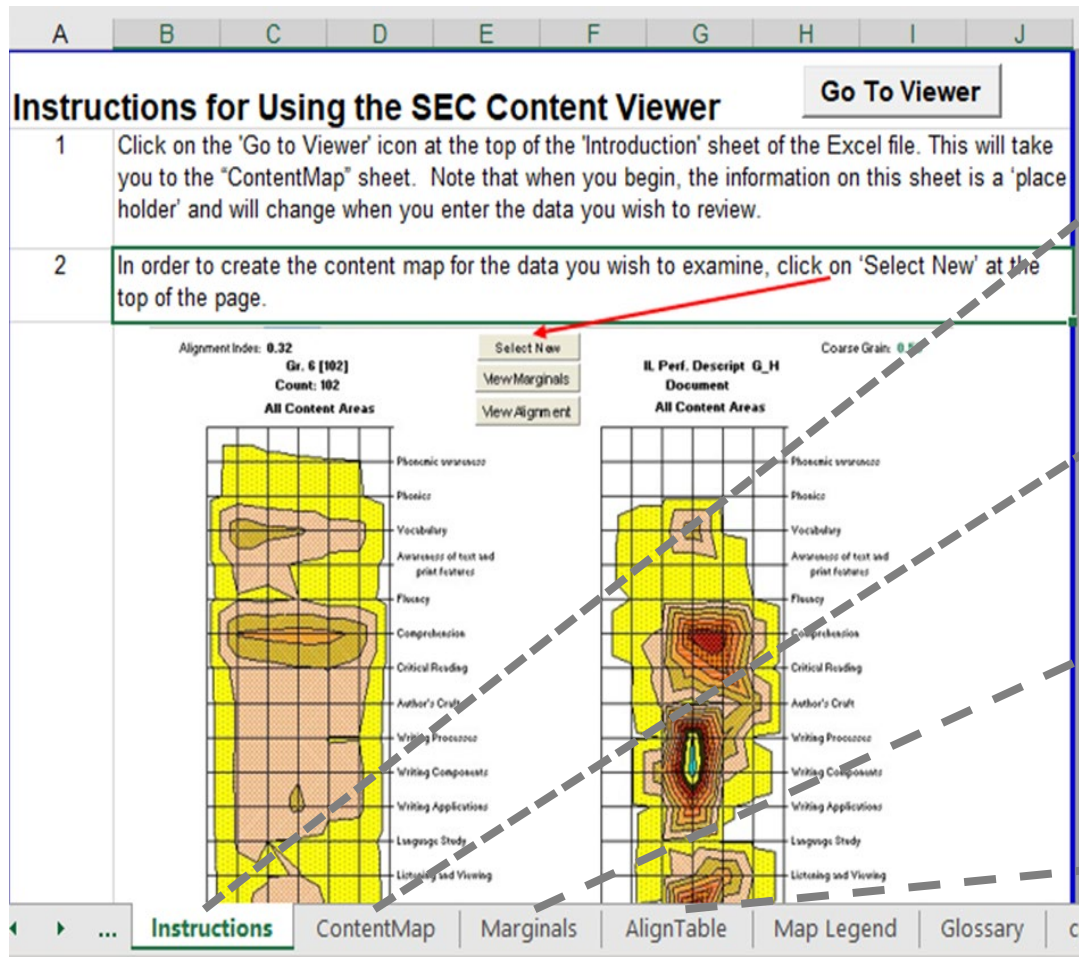 A B C D E F G H I J
Instructions for Using the SEC Content Viewer
Go To Viewer
1 Click on the 'Go to Viewer' icon at the top of the 'Introduction' sheet of the Excel file. This will take
you to the “ContentMap” sheet. Note that when you begin, the information on this sheet is a ‘place
holder’ and will change when you enter the data you wish to review.
2 In order to create the content map for the data you wish to examine, click on ‘Select New’ at the
top of the page.
Alignment Index: 0.32
Select New
Coarse Grain:
Gr. 6 [102]
Count: 102
All Content Areas
View Marginals
View Alignment
IL Perf. Descript G_H
Document
All Content Areas
Phonemic awareness
Phonics
Vocabulary
Awareness of text and
print features
Fluency
Comprehension
Critical Reading
Author's Craft
Writing Processes
Writing Components
Writing Applications
Language Study
Listening and Viewing
Phonemic awareness
Phonics
Vocabulary
Awareness of text and
print features
Fluency
Comprehension
Critical Reading
Author's Craft
Writing Processes
Writing Components
Writing Applications
Language Study
Listening and Viewing
... Instructions ContentMap Marginals AlignTable Map Legend Glossary c